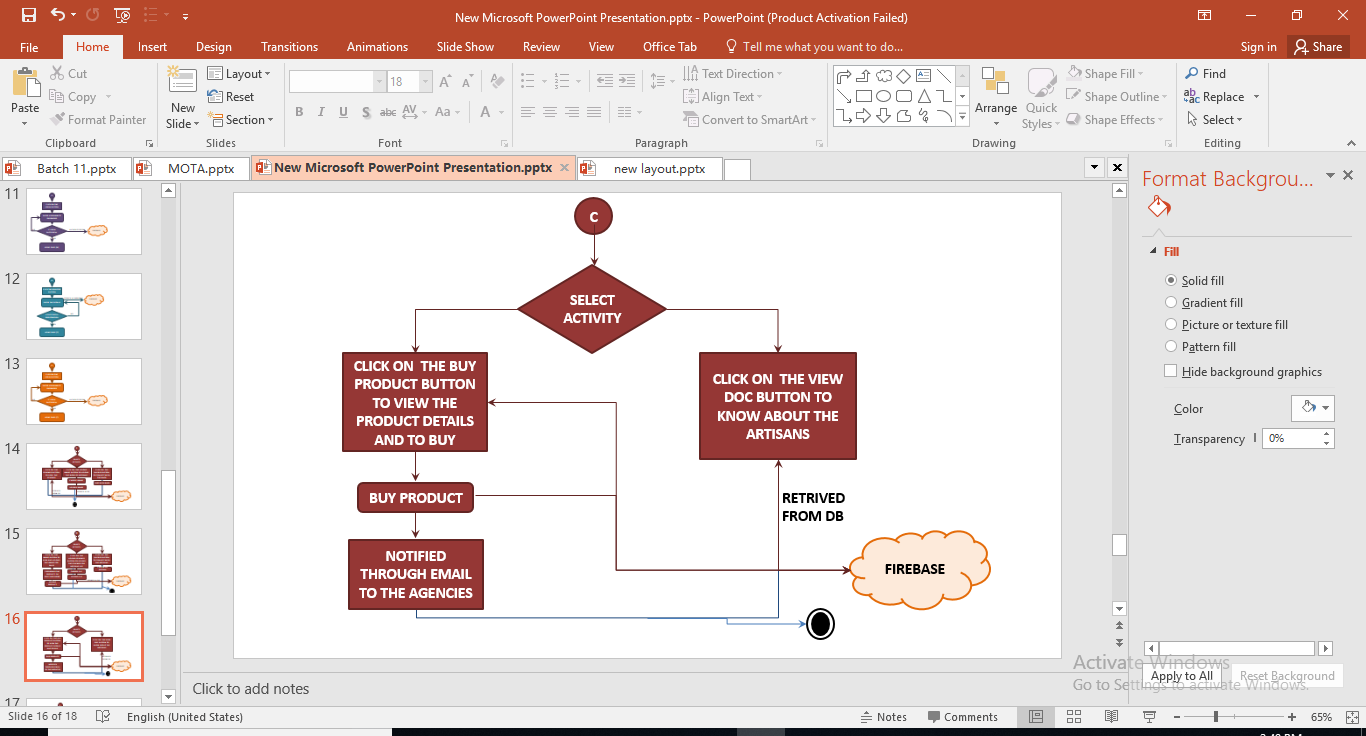 New Microsoft PowerPoint Presentation.pptx - PowerPoint (Product Activation Failed)
File Home Insert Design Transitions Animations Slide Show Review View Office Tab Tell me what you want to do... Sign in Share
Paste
Cut
Copy
Format Painter
Clipboard
New
Slide
Layout
Reset
Section
Slides
18
B I U S abc AV Aa A
A A
Font
Text Direction
Align Text
Convert to SmartArt
Paragraph
Arrange
Quick
Styles
Shape Fill
Shape Outline
Shape Effects
Drawing
Find
Replace
Select
Editing
Batch 11.pptx MOTA.pptx New Microsoft PowerPoint Presentation.pptx new layout.pptx
11
12
13
14
15
16
17
C
SELECT
ACTIVITY
CLICK ON THE BUY
PRODUCT BUTTON
TO VIEW THE
PRODUCT DETAILS
AND TO BUY
CLICK ON THE VIEW
DOC BUTTON TO
KNOW ABOUT THE
ARTISANS
BUY PRODUCT
RETRIVED
FROM DB
NOTIFIED
THROUGH EMAIL
TO THE AGENCIES
FIREBASE
Format Backgrou...
Fill
Solid fill
Gradient fill
Picture or texture fill
Pattern fill
Hide background graphics
Color
Transparency 0%
Activate Windows
Go to Settings to activate Windows.
Apply to All Reset Background
Click to add notes
Slide 16 of 18 English (United States) Notes Comments 65%